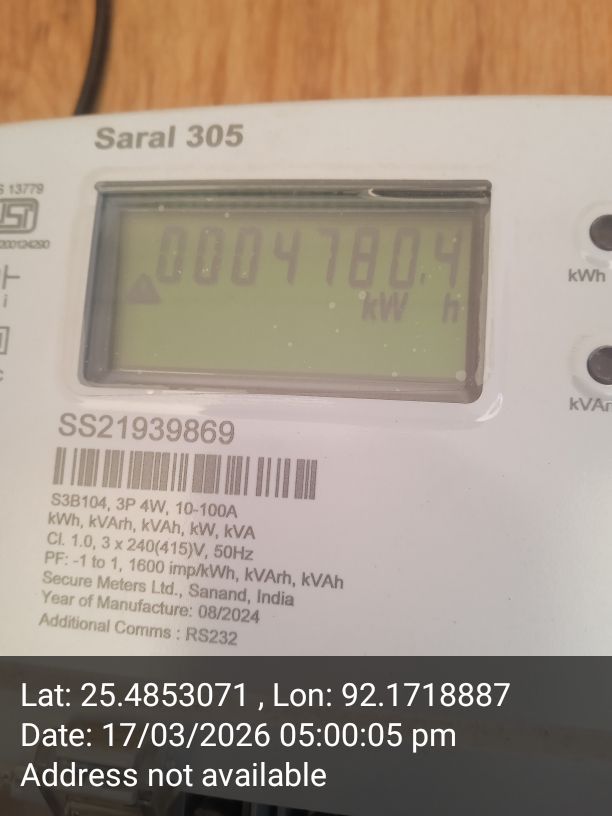 Saral 305
S 13779
0004780.4
kW h
kWh
kVAr
SS21939869
S3B104, 3P 4W, 10-100A
kWh, kVArh, kVAh, kW, kVA
Cl. 1.0, 3 x 240(415)V, 50Hz
PF: -1 to 1, 1600 imp/kWh, kVArh, kVAh
Secure Meters Ltd., Sanand, India
Year of Manufacture: 08/2024
Additional Comms : RS232
Lat: 25.4853071 , Lon: 92.1718887
Date: 17/03/2026 05:00:05 pm
Address not available